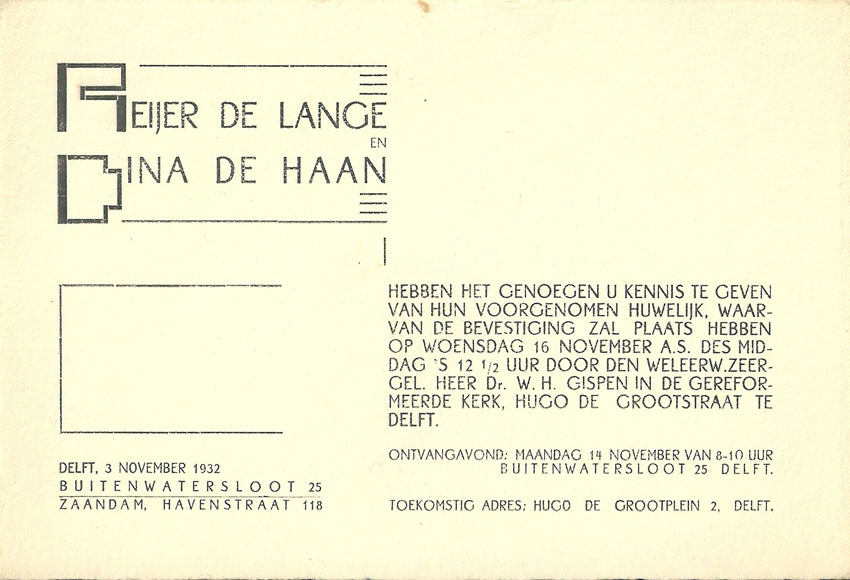 REIJER DE LANGE
EN
DINA DE HAAN
HEBBEN HET GENOEGEN U KENNIS TE GEVEN
VAN HUN VOORGENOMEN HUWELIJK, WAAR-
VAN DE BEVESTIGING ZAL PLAATS HEBBEN
OP WOENSDAG 16 NOVEMBER A.S. DES MID-
DAG 'S 12 1/2 UUR DOOR DEN WELEERW.ZEER-
GEL. HEER Dr. W. H. GISPEN IN DE GEREFOR-
MEERDE KERK, HUGO DE GROOTSTRAAT TE
DELFT.
DELFT, 3 NOVEMBER 1932
BUITENWATERSLOOT 25
ZAANDAM, HAVENSTRAAT 118
ONTVANGAVOND: MAANDAG 14 NOVEMBER VAN 8-10 UUR
BUITENWATERSLOOT 25 DELFT.
TOEKOMSTIG ADRES: HUGO DE GROOTPLEIN 2, DELFT.